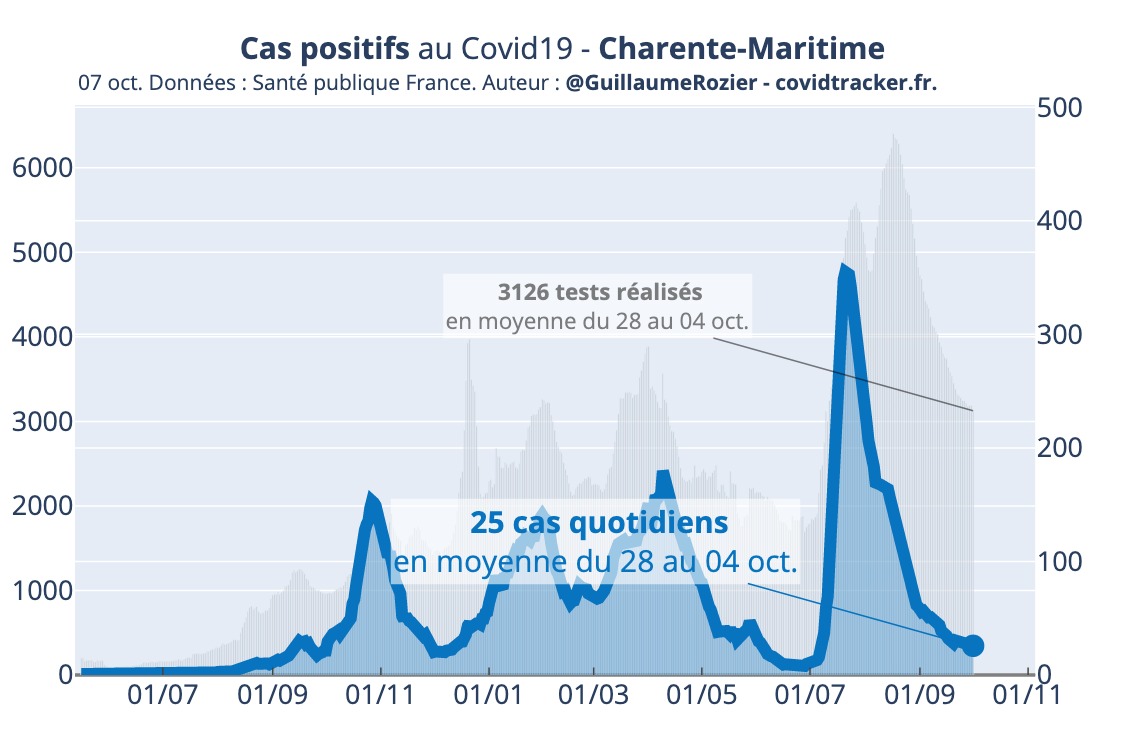 Cas positifs au Covid19 - Charente-Maritime
07 oct. Données : Santé publique France. Auteur : @GuillaumeRozier - covidtracker.fr.
500
6000
400
5000
3126 tests réalisés
en moyenne du 28 au 04 oct.
300
4000
3000
200
2000
25 cas quotidiens
en moyenne du 28 au 04 oct.
100
1000
0
0
01/07 01/09 01/11 01/01 01/03 01/05 01/07 01/09 01/11